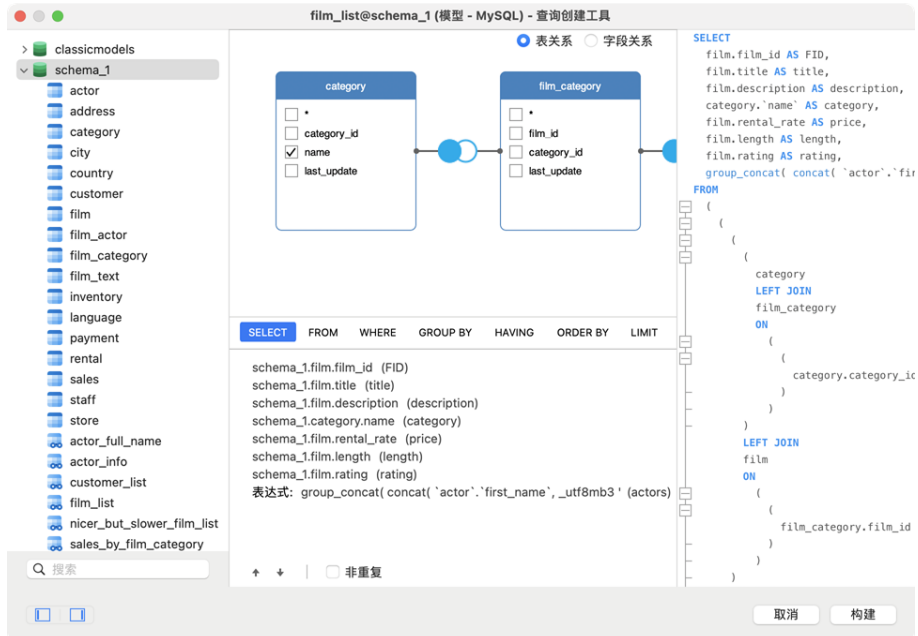 film_list@schema_1 (模型 - MySQL) - 查询创建工具
classicmodels
schema_1
actor
address
category
city
country
customer
film
film_actor
film_category
film_text
inventory
language
payment
rental
sales
staff
store
actor_full_name
actor_info
customer_list
film_list
nicer_but_slower_film_list
sales_by_film_category
搜索
表关系 字段关系
category
*
category_id
name
last_update
film_category
*
film_id
category_id
last_update
SELECT FROM WHERE GROUP BY HAVING ORDER BY LIMIT
schema_1.film.film_id (FID)
schema_1.film.title (title)
schema_1.film.description (description)
schema_1.category.name (category)
schema_1.film.rental_rate (price)
schema_1.film.length (length)
schema_1.film.rating (rating)
表达式: group_concat( concat( `actor`.`first_name`, _utf8mb3 ' (actors)
非重复
SELECT
film.film_id AS FID,
film.title AS title,
film.description AS description,
category.`name` AS category,
film.rental_rate AS price,
film.length AS length,
film.rating AS rating,
group_concat( concat( `actor`.`fir
FROM
(
(
(
(
category
LEFT JOIN
film_category
ON
(
(
category.category_id
)
)
)
LEFT JOIN
film
ON
(
(
film_category.film_id
)
)
)
取消 构建